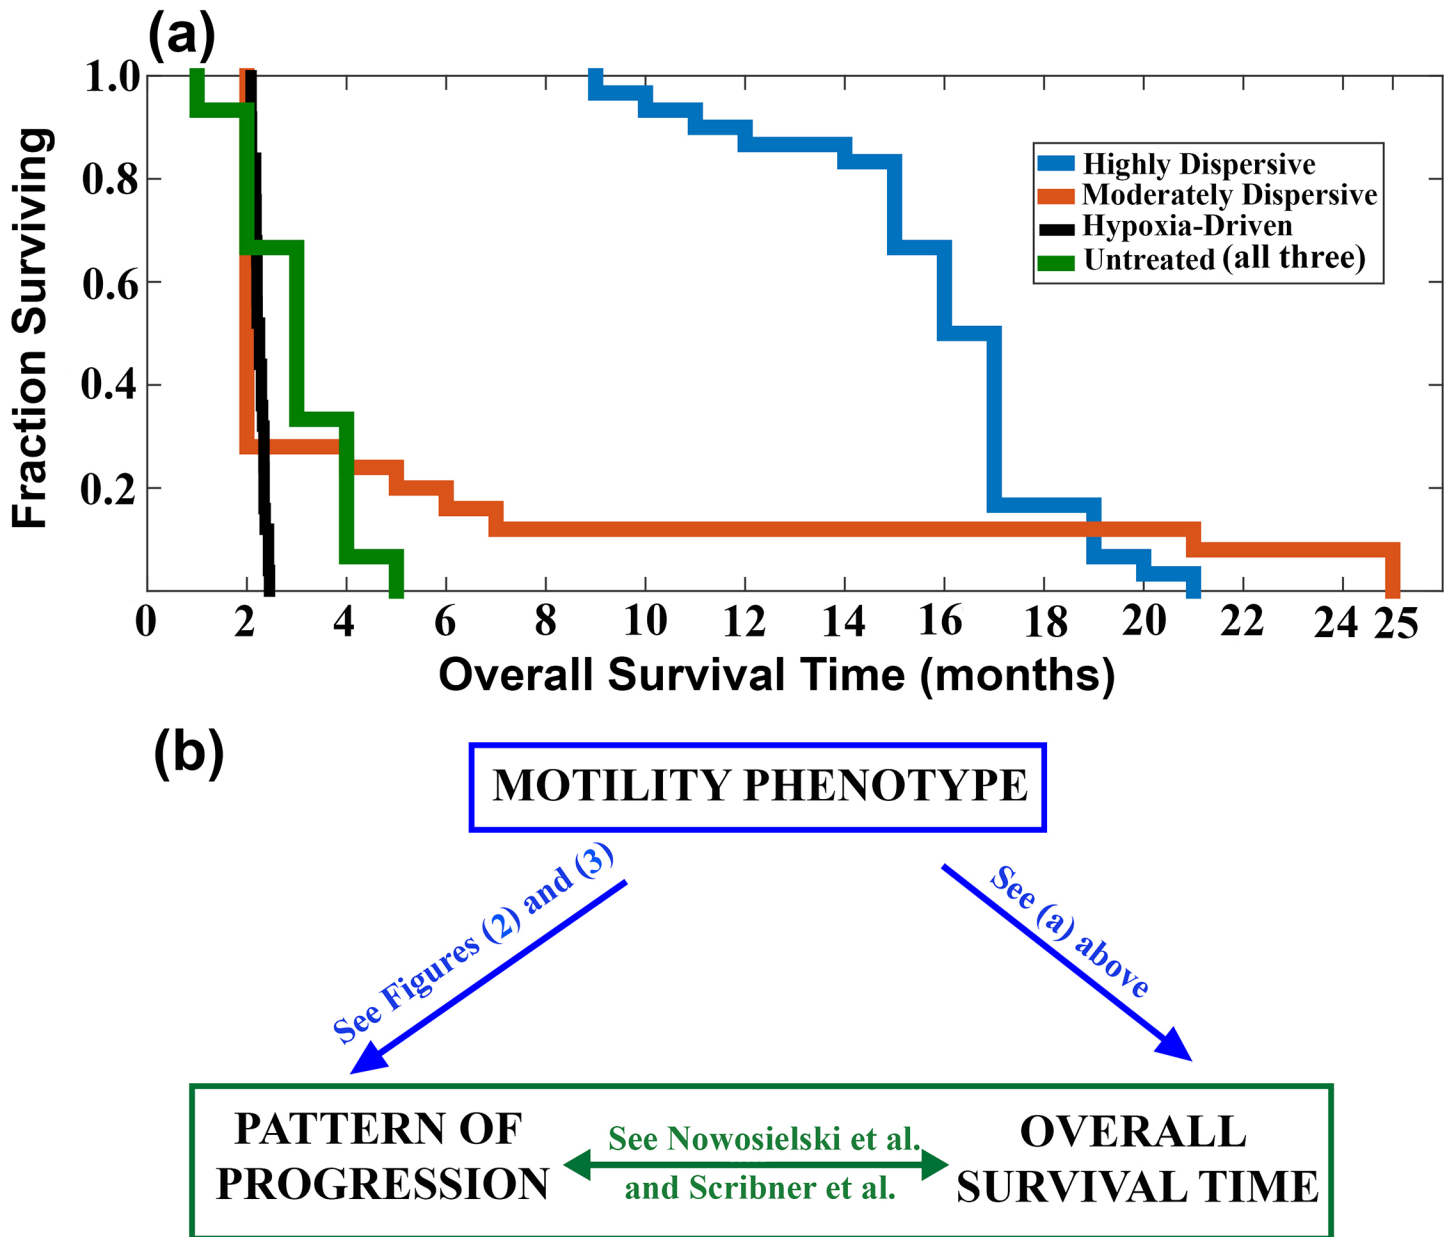 (a)
Fraction Surviving
1.0
0.8
0.6
0.4
0.2
Highly Dispersive
Moderately Dispersive
Hypoxia-Driven
Untreated (all three)
0 2 4 6 8 10 12 14 16 18 20 22 24 25
Overall Survival Time (months)
(b)
MOTILITY PHENOTYPE
See Figures (2) and (3)
See (a) above
PATTERN OF
PROGRESSION
See Nowosielski et al.
and Scribner et al.
OVERALL
SURVIVAL TIME